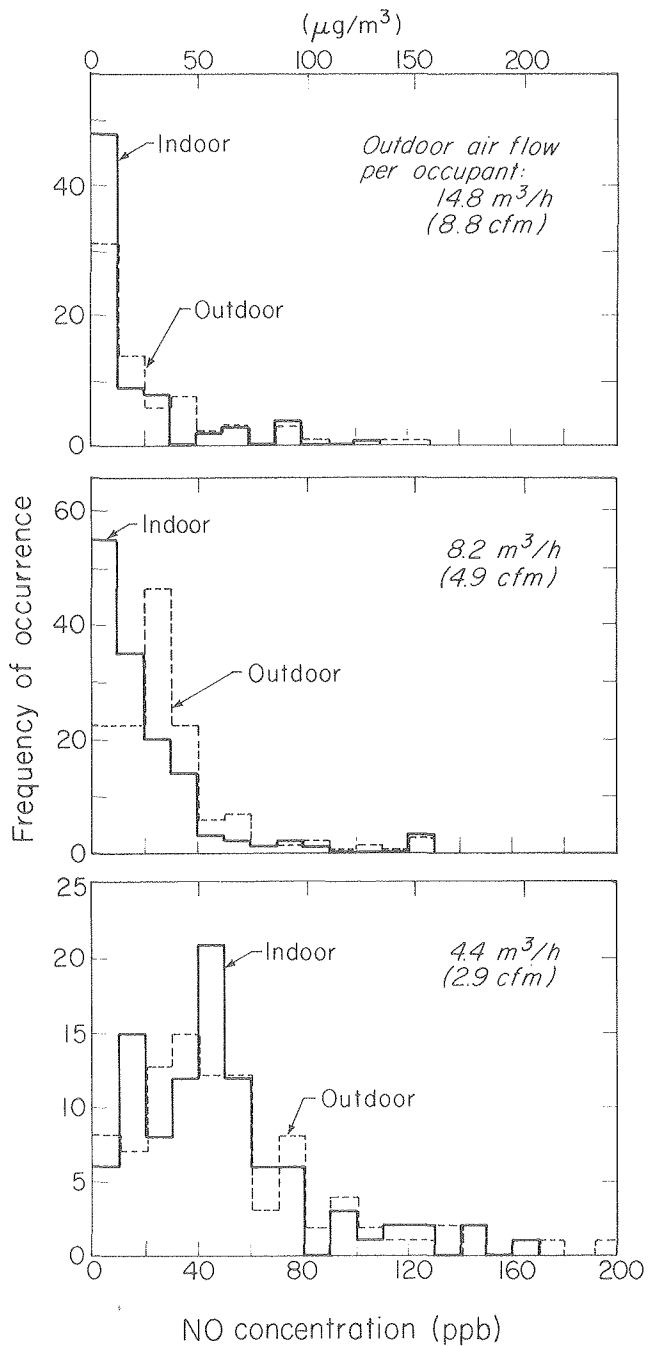 (μg/m³)
0 50 100 150 200
Indoor
Outdoor air flow
per occupant:
14.8 m³/h
(8.8 cfm)
40
Outdoor
20
0
60
Indoor
8.2 m³/h
(4.9 cfm)
40
Outdoor
20
0
Frequency of occurrence
25
Indoor
4.4 m³/h
(2.9 cfm)
20
15
Outdoor
10
5
0
0 40 80 120 160 200
NO concentration (ppb)